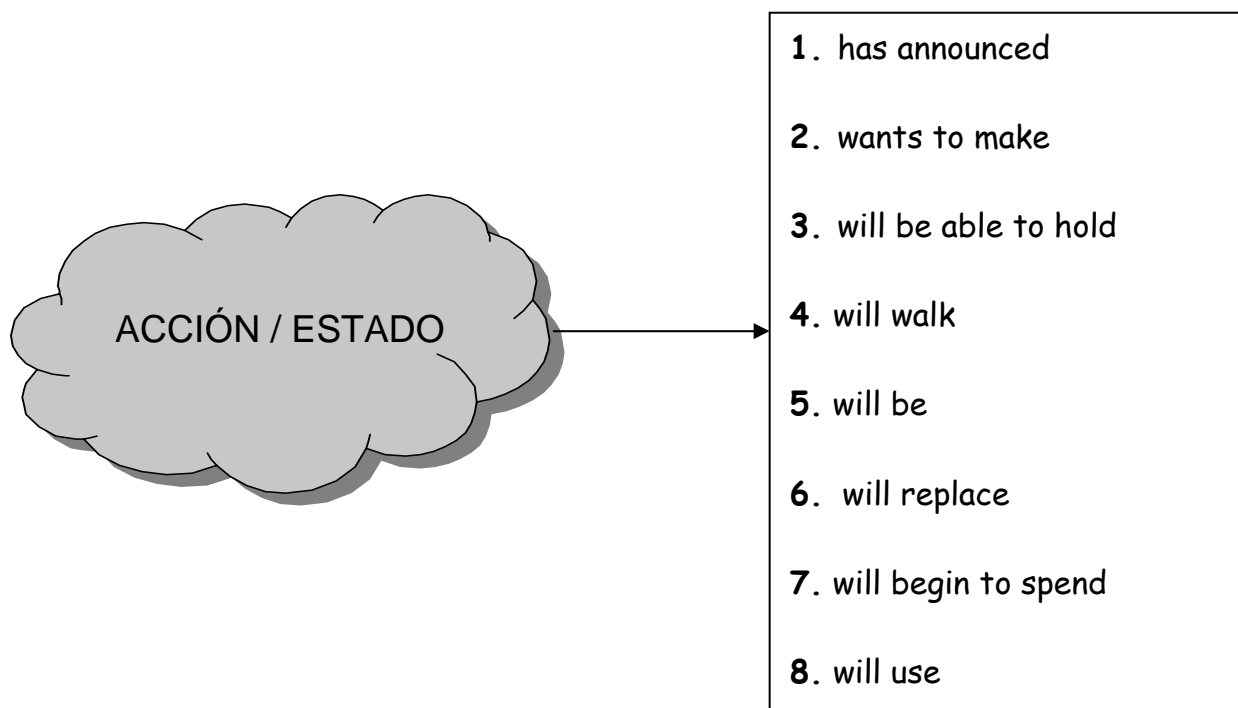 ACCIÓN / ESTADO
1. has announced
2. wants to make
3. will be able to hold
4. will walk
5. will be
6. will replace
7. will begin to spend
8. will use